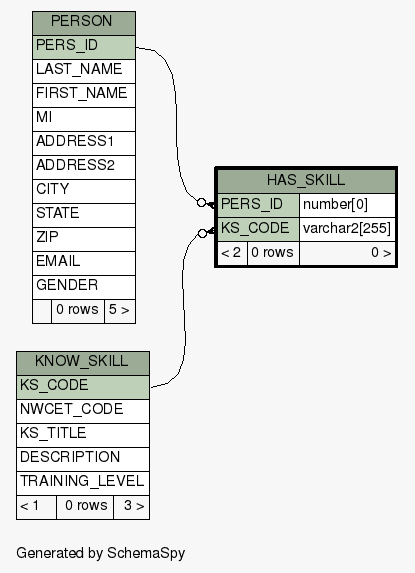 PERSON
PERS_ID
LAST_NAME
FIRST_NAME
MI
ADDRESS1
ADDRESS2
CITY
STATE
ZIP
EMAIL
GENDER
0 rows 5 >
HAS_SKILL
PERS_ID number[0]
KS_CODE varchar2[255]
< 2 0 rows 0 >
KNOW_SKILL
KS_CODE
NWCET_CODE
KS_TITLE
DESCRIPTION
TRAINING_LEVEL
< 1 0 rows 3 >
Generated by SchemaSpy